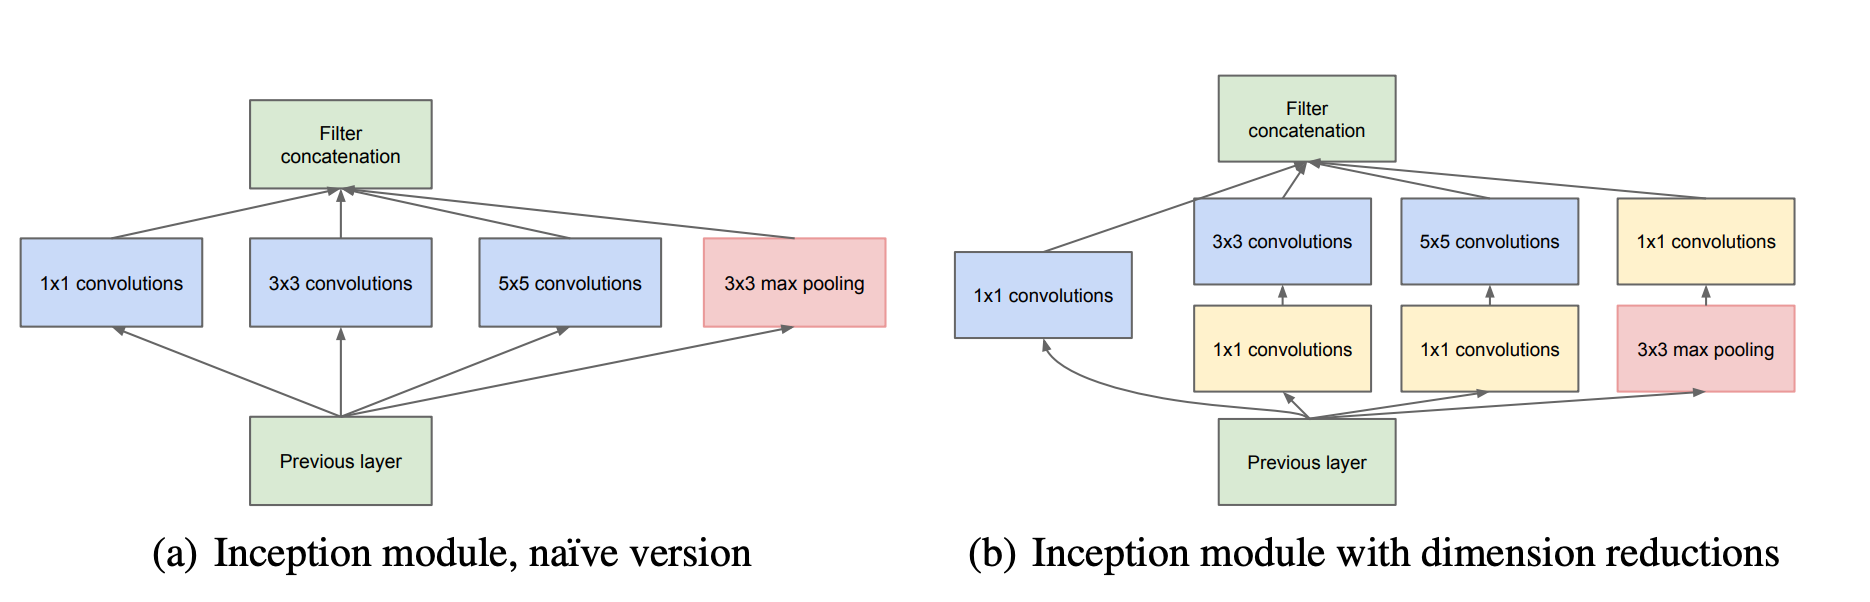 Filter
concatenation
1x1 convolutions
3x3 convolutions
5x5 convolutions
3x3 max pooling
Previous layer
(a) Inception module, naïve version
Filter
concatenation
3x3 convolutions
5x5 convolutions
1x1 convolutions
1x1 convolutions
1x1 convolutions
1x1 convolutions
3x3 max pooling
Previous layer
(b) Inception module with dimension reductions